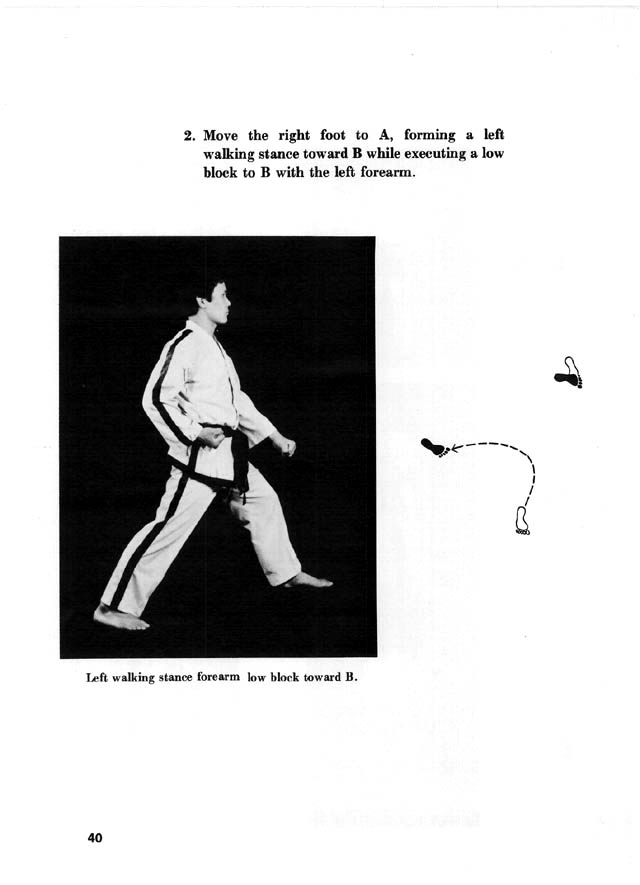 2. Move the right foot to A, forming a left
walking stance toward B while executing a low
block to B with the left forearm.
Left walking stance forearm low block toward B.
40